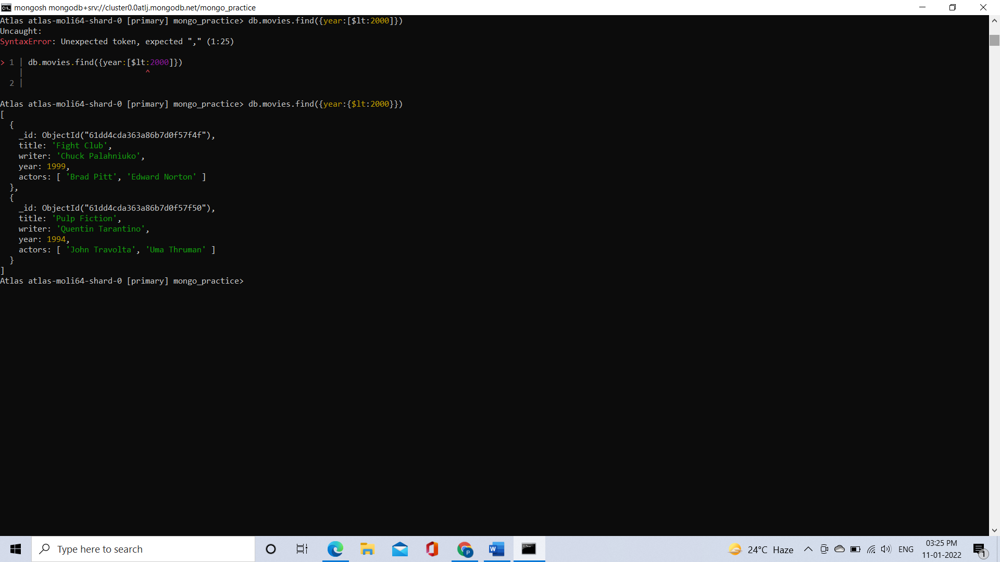 mongosh mongodb+srv://cluster0.0atlj.mongodb.net/mongo_practice
Atlas atlas-moli64-shard-0 [primary] mongo_practice> db.movies.find({year:[$lt:2000]})
Uncaught:
SyntaxError: Unexpected token, expected "," (1:25)
> 1 | db.movies.find({year:[$lt:2000]})
    |                           ^
  2 |
Atlas atlas-moli64-shard-0 [primary] mongo_practice> db.movies.find({year:{$lt:2000}})
[
  {
    _id: ObjectId("61dd4cda363a86b7d0f57f4f"),
    title: 'Fight Club',
    writer: 'Chuck Palahniuko',
    year: 1999,
    actors: [ 'Brad Pitt', 'Edward Norton' ]
  },
  {
    _id: ObjectId("61dd4cda363a86b7d0f57f50"),
    title: 'Pulp Fiction',
    writer: 'Quentin Tarantino',
    year: 1994,
    actors: [ 'John Travolta', 'Uma Thruman' ]
  }
]
Atlas atlas-moli64-shard-0 [primary] mongo_practice>
Type here to search
24°C Haze
ENG
03:25 PM
11-01-2022
1